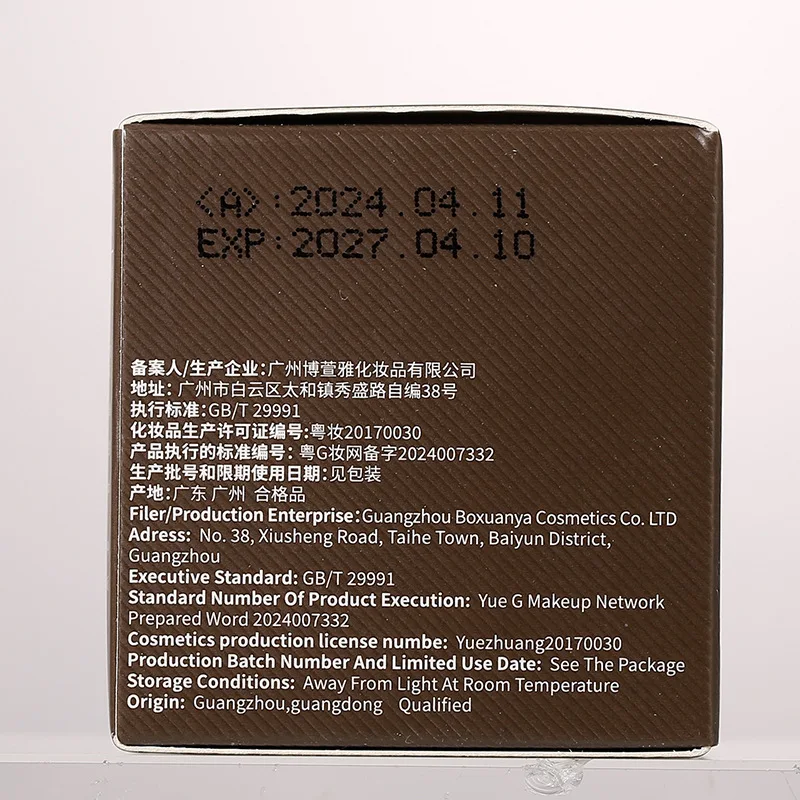 <A>:2024.04.11
EXP:2027.04.10
备案人/生产企业:广州博萱雅化妆品有限公司
地址: 广州市白云区太和镇秀盛路自编38号
执行标准:GB/T 29991
化妆品生产许可证编号:粤妆20170030
产品执行的标准编号: 粤G妆网备字2024007332
生产批号和限期使用日期:见包装
产地:广东 广州 合格品
Filer/Production Enterprise:Guangzhou Boxuanya Cosmetics Co. LTD
Adress: No. 38, Xiusheng Road, Taihe Town, Baiyun District,
Guangzhou
Executive Standard: GB/T 29991
Standard Number Of Product Execution: Yue G Makeup Network
Prepared Word 2024007332
Cosmetics production license numbe: Yuezhuang20170030
Production Batch Number And Limited Use Date: See The Package
Storage Conditions: Away From Light At Room Temperature
Origin: Guangzhou,guangdong Qualified